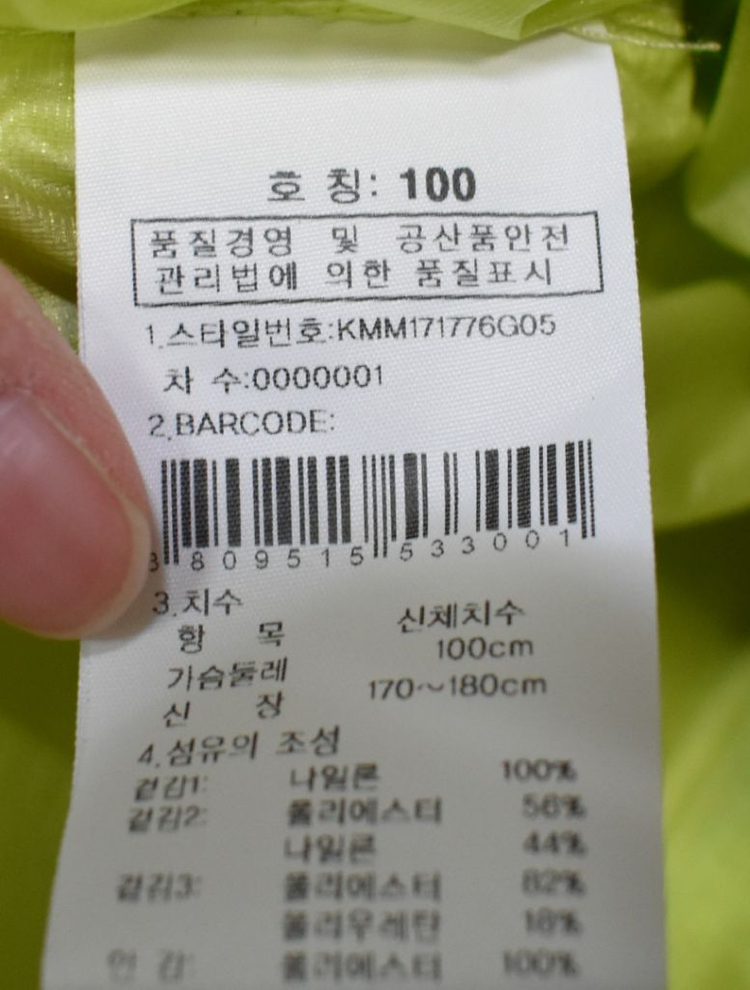 호 칭: 100
품질경영 및 공산품안전
관리법에 의한 품질표시
1.스타일번호:KMM171776G05
차 수:0000001
2.BARCODE:
8 809515 533001
3.치수
항 목 신체치수
가슴둘레 100cm
신 장 170~180cm
4.섬유의 조성
겉감1: 나일론 100%
겉감2: 폴리에스터 56%
나일론 44%
겉감3: 폴리에스터 82%
폴리우레탄 18%
안 감: 폴리에스터 100%